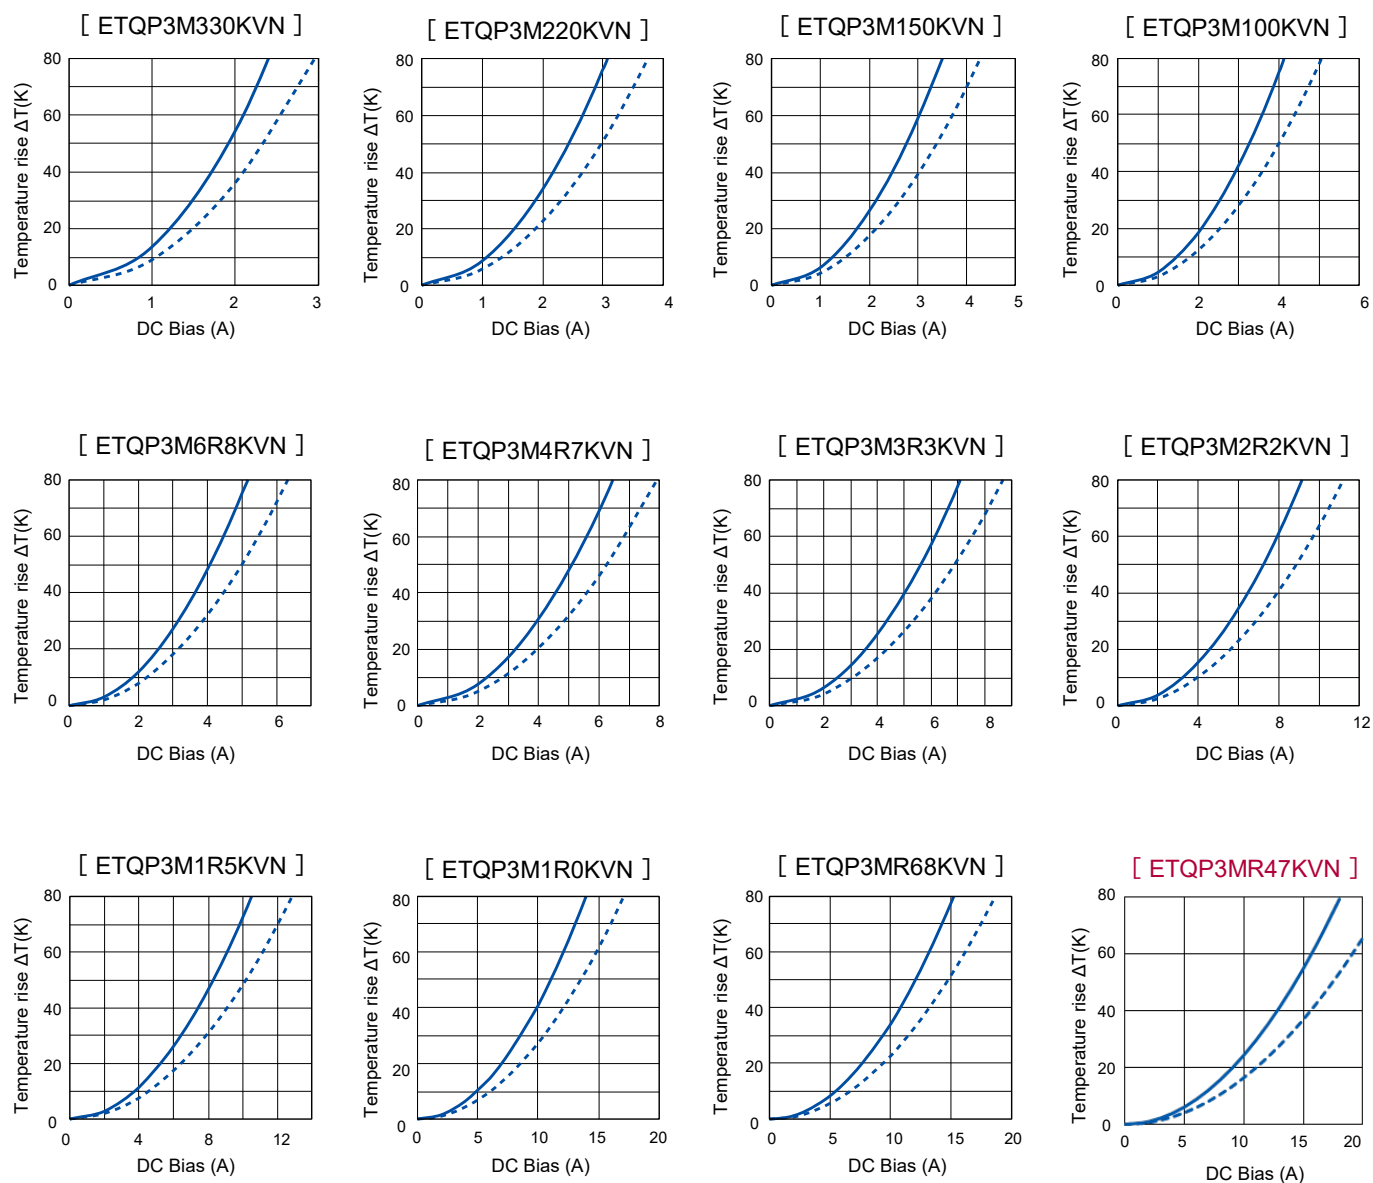 [ ETQP3M330KVN ]
80
60
40
20
0
Temperature rise ΔT(K)
0 1 2 3
DC Bias (A)
[ ETQP3M220KVN ]
80
60
40
20
0
Temperature rise ΔT(K)
0 1 2 3 4
DC Bias (A)
[ ETQP3M150KVN ]
80
60
40
20
0
Temperature rise ΔT(K)
0 1 2 3 4 5
DC Bias (A)
[ ETQP3M100KVN ]
80
60
40
20
0
Temperature rise ΔT(K)
0 2 4 6
DC Bias (A)
[ ETQP3M6R8KVN ]
80
60
40
20
0
Temperature rise ΔT(K)
0 2 4 6
DC Bias (A)
[ ETQP3M4R7KVN ]
80
60
40
20
0
Temperature rise ΔT(K)
0 2 4 6 8
DC Bias (A)
[ ETQP3M3R3KVN ]
80
60
40
20
0
Temperature rise ΔT(K)
0 2 4 6 8
DC Bias (A)
[ ETQP3M2R2KVN ]
80
60
40
20
0
Temperature rise ΔT(K)
0 4 8 12
DC Bias (A)
[ ETQP3M1R5KVN ]
80
60
40
20
0
Temperature rise ΔT(K)
0 4 8 12
DC Bias (A)
[ ETQP3M1R0KVN ]
80
60
40
20
0
Temperature rise ΔT(K)
0 5 10 15 20
DC Bias (A)
[ ETQP3MR68KVN ]
80
60
40
20
0
Temperature rise ΔT(K)
0 5 10 15 20
DC Bias (A)
[ ETQP3MR47KVN ]
80
60
40
20
0
Temperature rise ΔT(K)
0 5 10 15 20
DC Bias (A)